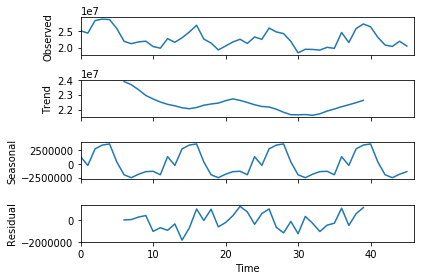 1e7
Observed
2.5
2.0
1e7
Trend
2.4
2.3
2.2
Seasonal
2500000
0
−2500000
Residual
0
−2000000
0 10 20 30 40
Time